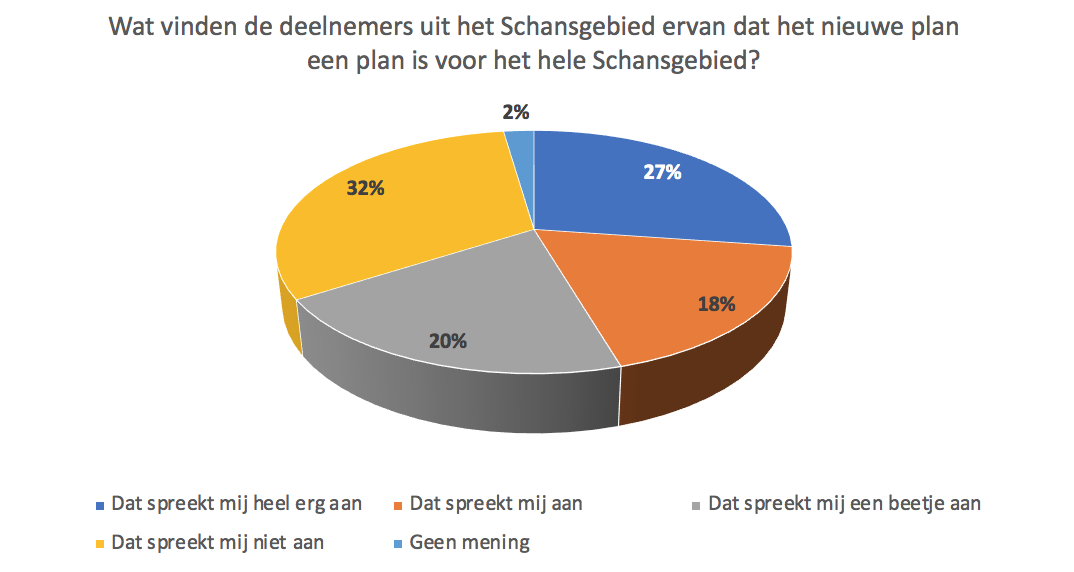 Wat vinden de deelnemers uit het Schansgebied ervan dat het nieuwe plan
een plan is voor het hele Schansgebied?
2%
27%
32%
18%
20%
Dat spreekt mij heel erg aan
Dat spreekt mij aan
Dat spreekt mij een beetje aan
Dat spreekt mij niet aan
Geen mening